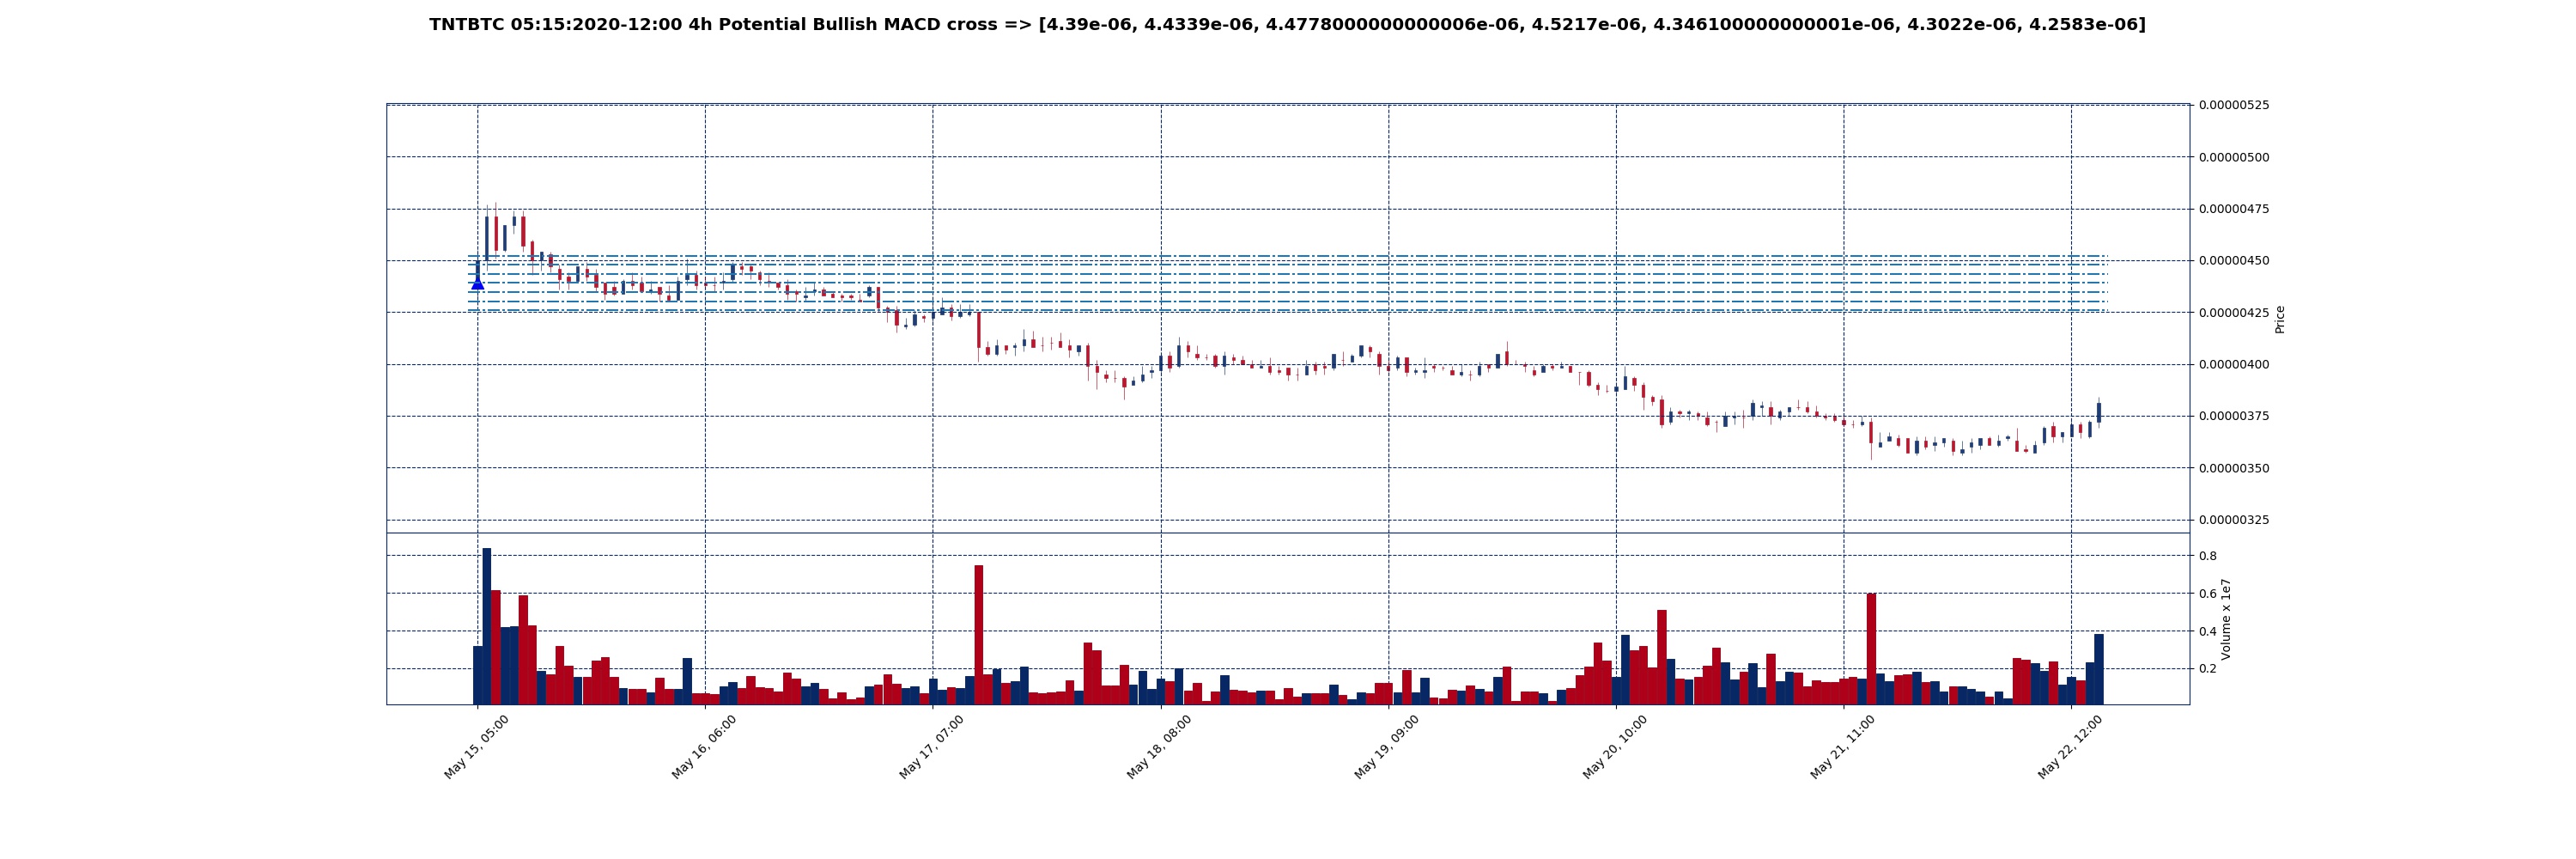 TNTBTC 05:15:2020-12:00 4h Potential Bullish MACD cross => [4.39e-06, 4.4339e-06, 4.4778000000000006e-06, 4.5217e-06, 4.346100000000001e-06, 4.3022e-06, 4.2583e-06]
0.00000525
0.00000500
0.00000475
0.00000450
0.00000425
0.00000400
0.00000375
0.00000350
0.00000325
Price
0.8
0.6
0.4
0.2
Volume x 1e7
May 15, 05:00
May 16, 06:00
May 17, 07:00
May 18, 08:00
May 19, 09:00
May 20, 10:00
May 21, 11:00
May 22, 12:00